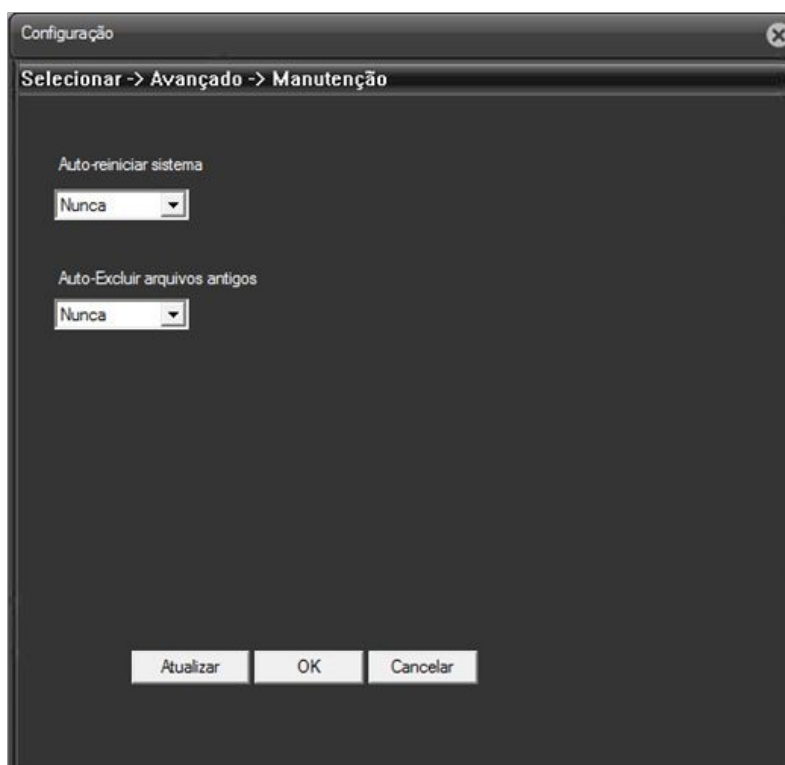 Configuração
Selecionar -> Avançado -> Manutenção
Auto-reiniciar sistema
Nunca
Auto-Excluir arquivos antigos
Nunca
Atualizar OK Cancelar